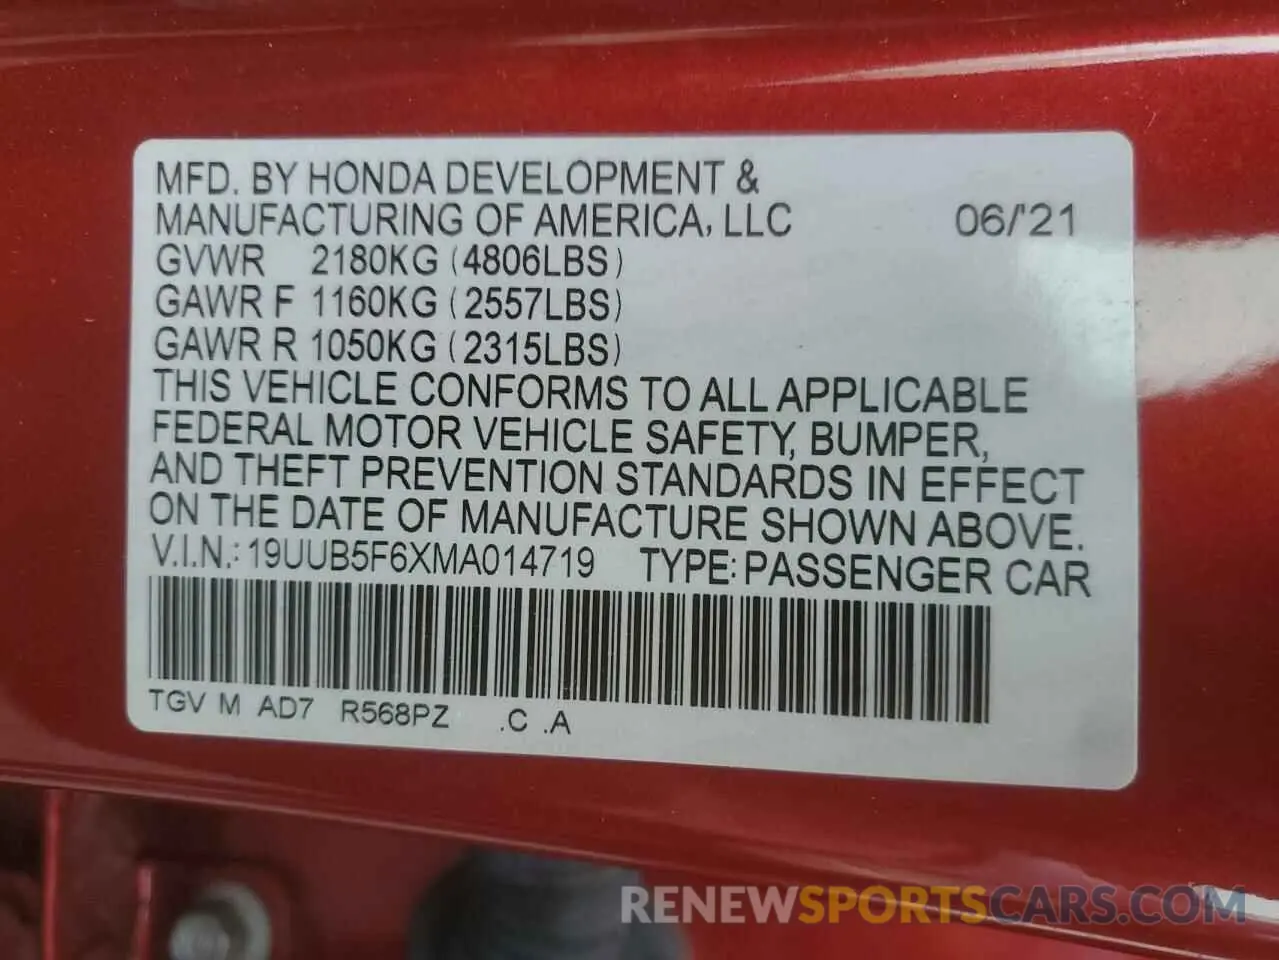 MFD. BY HONDA DEVELOPMENT &
MANUFACTURING OF AMERICA, LLC 06/'21
GVWR 2180KG (4806LBS)
GAWR F 1160KG (2557LBS)
GAWR R 1050KG (2315LBS)
THIS VEHICLE CONFORMS TO ALL APPLICABLE
FEDERAL MOTOR VEHICLE SAFETY, BUMPER,
AND THEFT PREVENTION STANDARDS IN EFFECT
ON THE DATE OF MANUFACTURE SHOWN ABOVE.
V.I.N.: 19UUB5F6XMA014719 TYPE: PASSENGER CAR
TGV M AD7 R568PZ .C .A
RENEWSPORTSCARS.COM